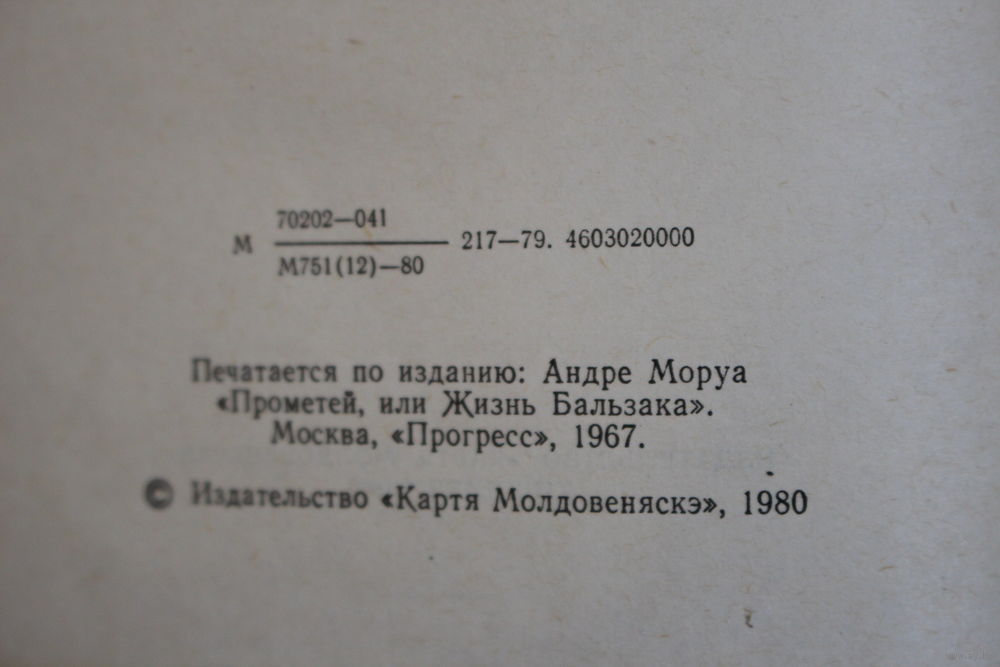 70202—041
М ———— 217—79. 4603020000
М751(12)—80
Печатается по изданию: Андре Моруа
«Прометей, или Жизнь Бальзака».
Москва, «Прогресс», 1967.
© Издательство «Картя Молдовеняскэ», 1980